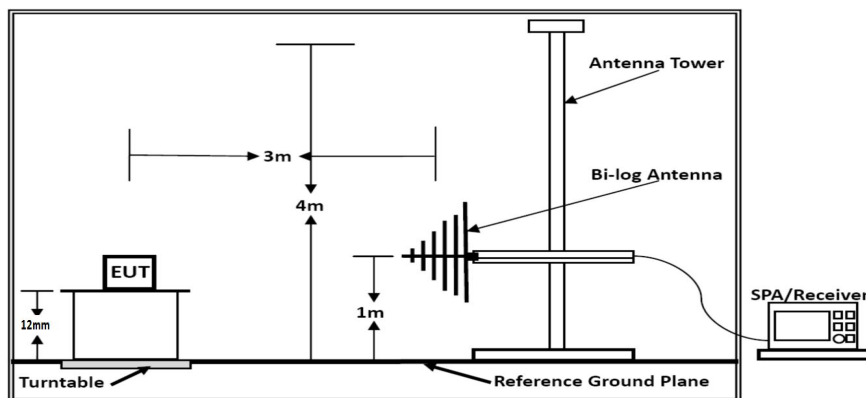 Antenna Tower
3m
Bi-log Antenna
4m
EUT
12mm
1m
SPA/Receiver
Turntable
Reference Ground Plane